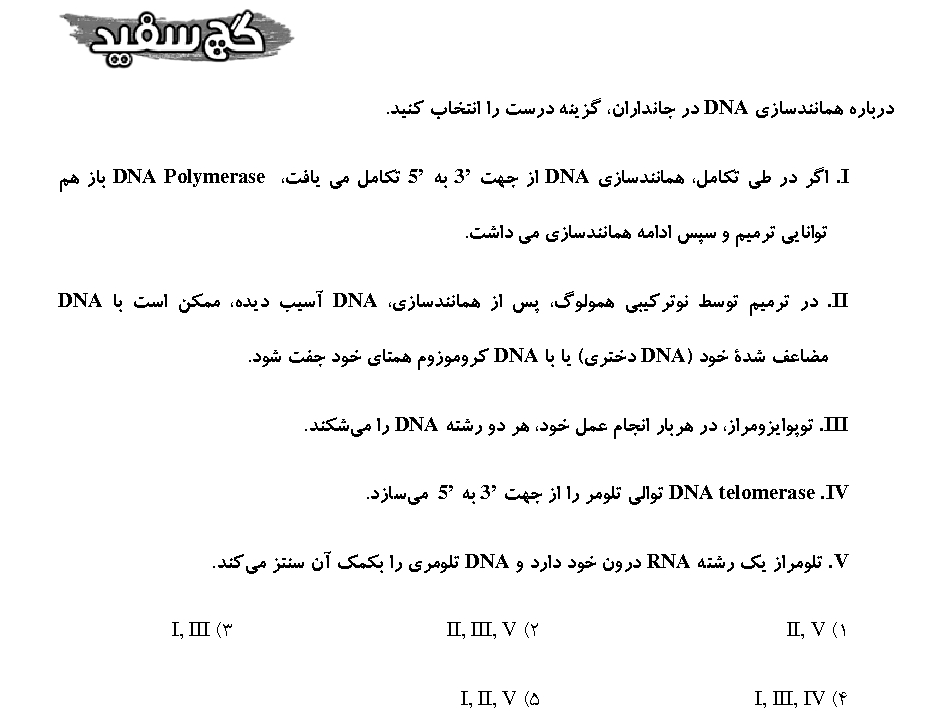 گچ سفید
درباره همانندسازی DNA در جانداران، گزینه درست را انتخاب کنید.
I. اگر در طی تکامل، همانندسازی DNA از جهت 3’ به 5’ تکامل می یافت، DNA Polymerase باز هم
توانایی ترمیم و سپس ادامه همانندسازی می داشت.
II. در ترمیم توسط نوترکیبی همولوگ، پس از همانندسازی، DNA آسیب دیده، ممکن است با DNA
مضاعف شدهٔ خود (DNA دختری) یا با DNA کروموزوم همتای خود جفت شود.
III. توپوایزومراز، در هربار انجام عمل خود، هر دو رشته DNA را می‌شکند.
IV. DNA telomerase توالی تلومر را از جهت 3’ به 5’ می‌سازد.
V. تلومراز یک رشته RNA درون خود دارد و DNA تلومری را بکمک آن سنتز می‌کند.
۱) II, V ۲) II, III, V ۳) I, III
۴) I, III, IV ۵) I, II, V